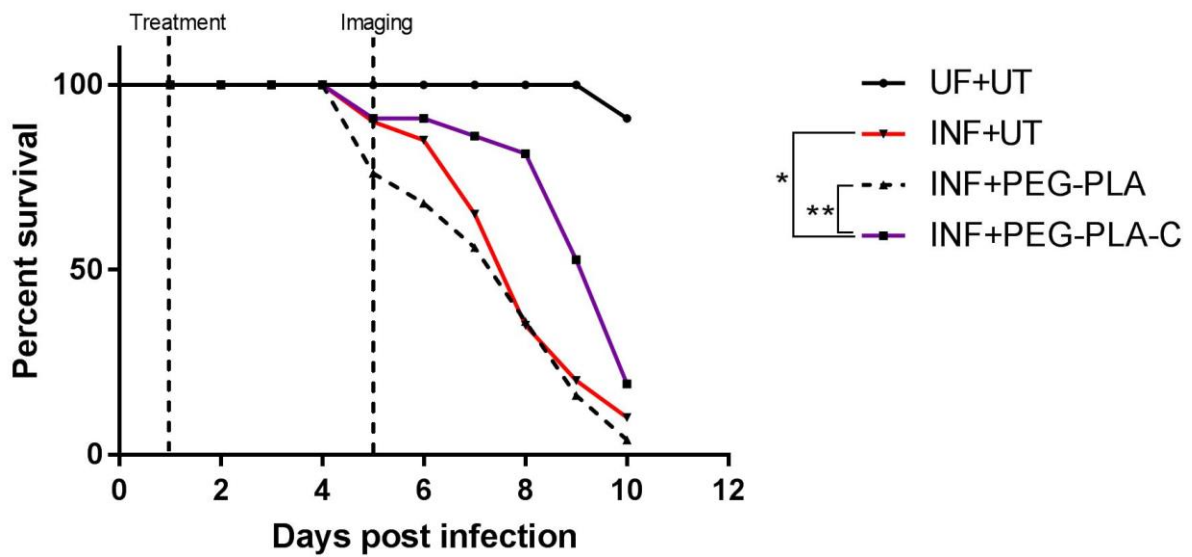 Treatment Imaging
100
50
0
Percent survival
0 2 4 6 8 10 12
Days post infection
UF+UT
INF+UT
INF+PEG-PLA
INF+PEG-PLA-C
*
**